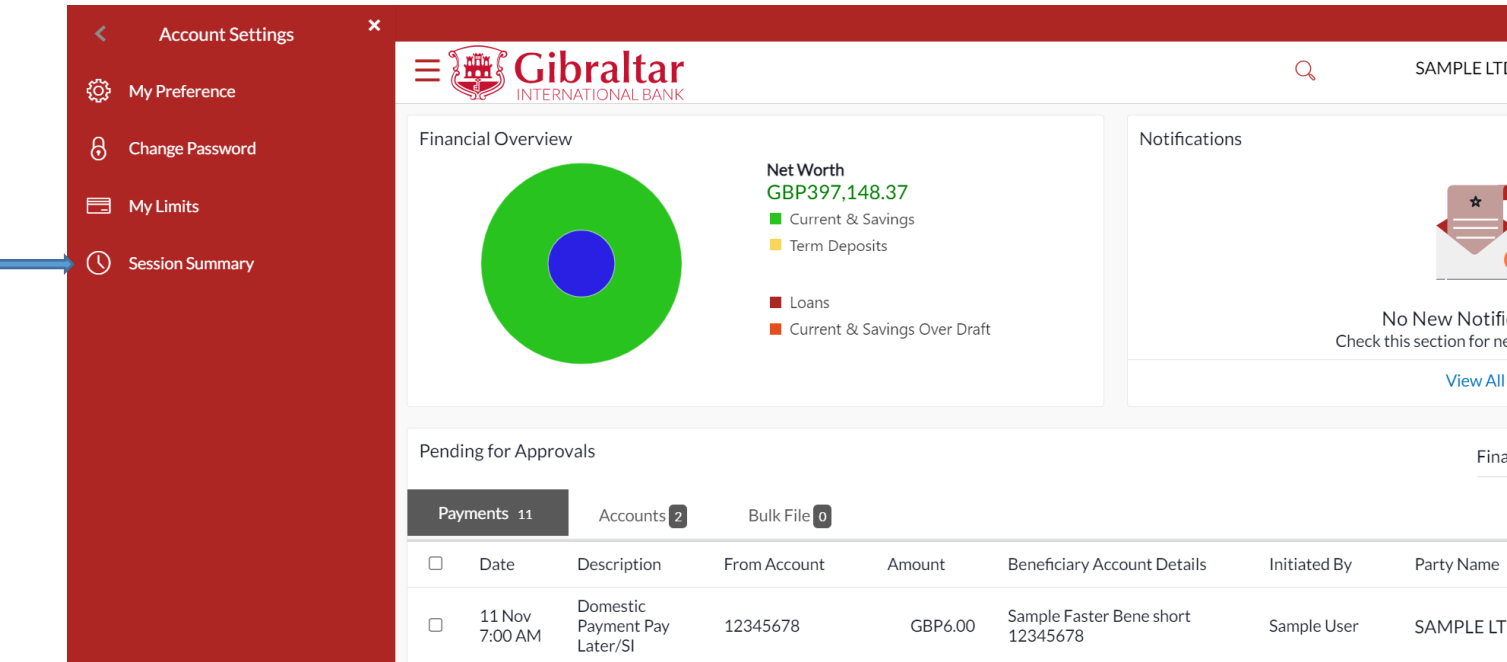 Account Settings
My Preference
Change Password
My Limits
Session Summary
Gibraltar
INTERNATIONAL BANK
SAMPLE LTD
Financial Overview
Net Worth
GBP397,148.37
Current & Savings
Term Deposits
Loans
Current & Savings Over Draft
Notifications
No New
Check this section for
View All
Pending for Approvals
Payments 11
Accounts 2
Bulk File 0
Date Description From Account Amount Beneficiary Account Details Initiated By Party Name
11 Nov
7:00 AM
Domestic
Payment Pay
Later/SI
12345678
GBP6.00
Sample Faster Bene short
12345678
Sample User
SAMPLE LT